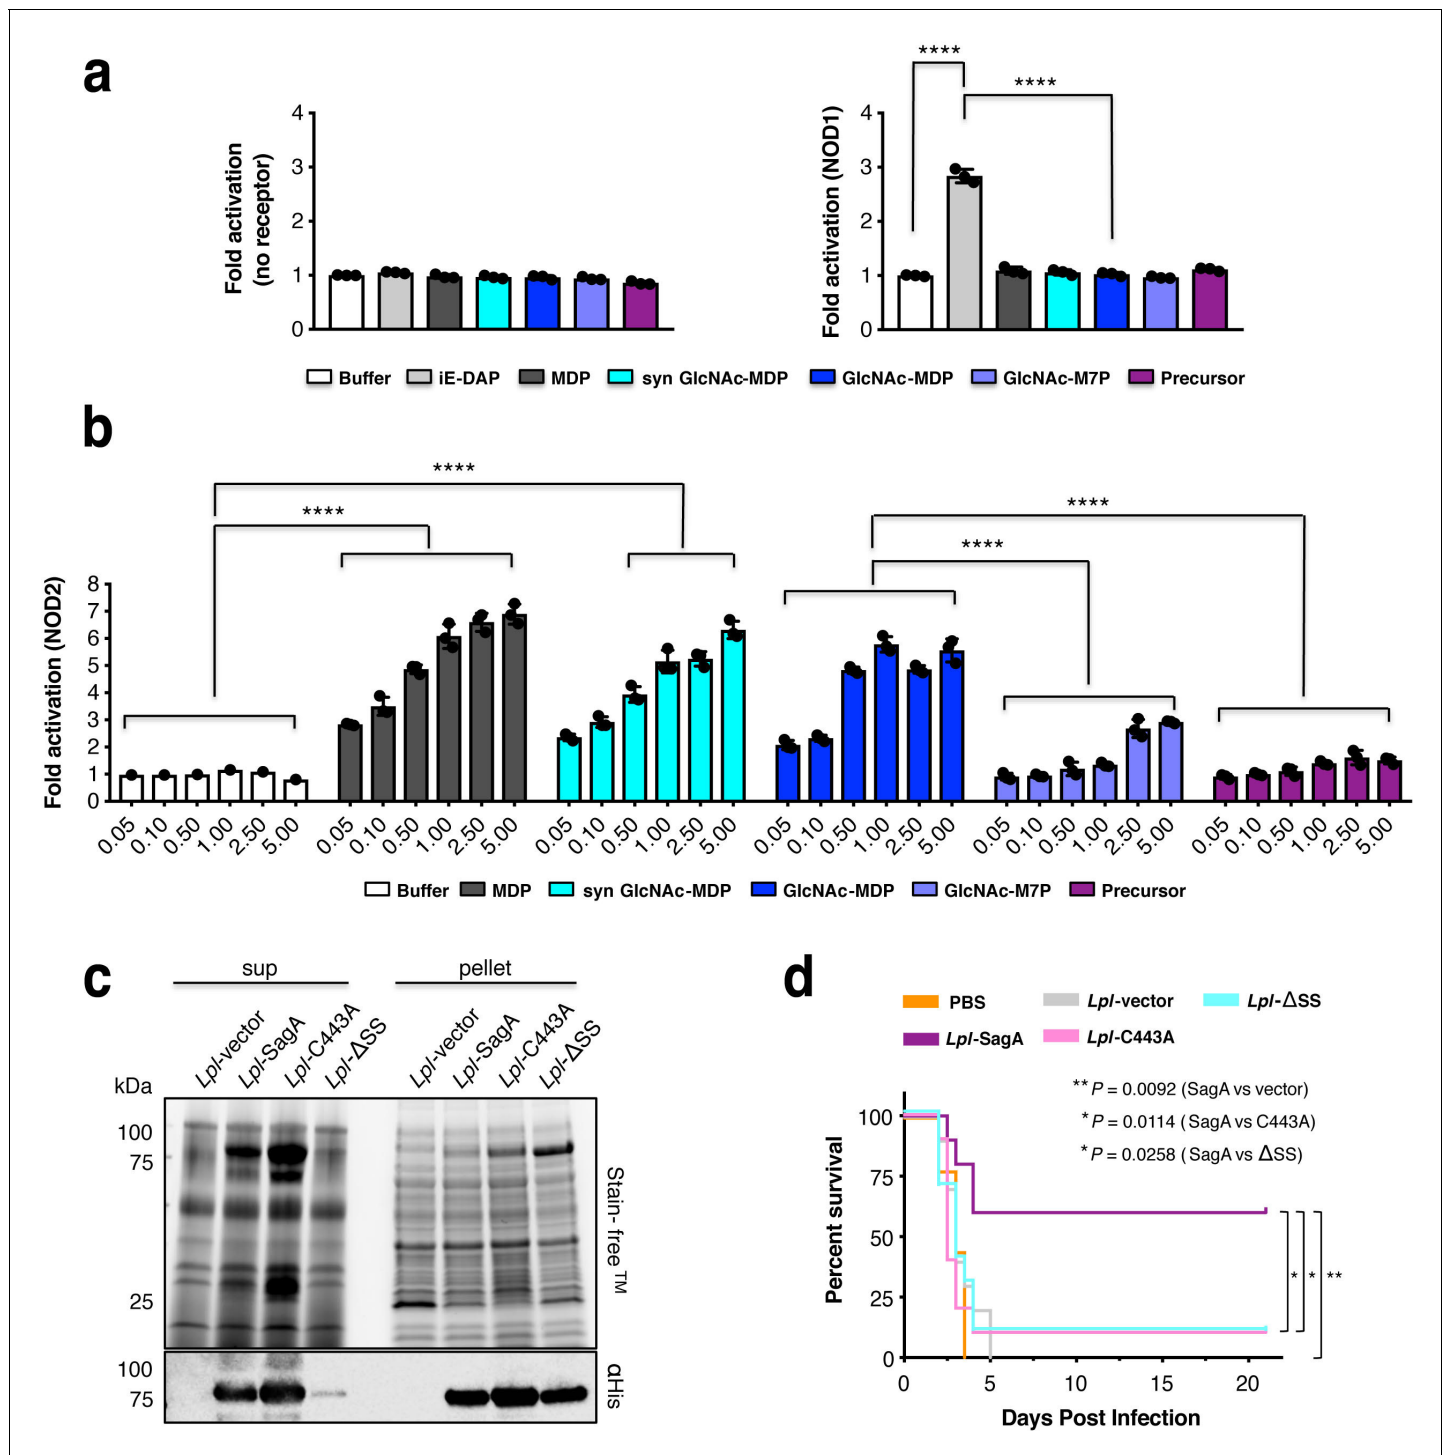 a
Fold activation
(no receptor)
4
3
2
1
0
****
****
Fold activation (NOD1)
4
3
2
1
0
Buffer iE-DAP MDP syn GlcNAc-MDP GlcNAc-MDP GlcNAc-M7P Precursor
b
****
****
****
****
Fold activation (NOD2)
8
7
6
5
4
3
2
1
0
0.05 0.10 0.50 1.00 2.50 5.00 0.05 0.10 0.50 1.00 2.50 5.00 0.05 0.10 0.50 1.00 2.50 5.00 0.05 0.10 0.50 1.00 2.50 5.00 0.05 0.10 0.50 1.00 2.50 5.00 0.05 0.10 0.50 1.00 2.50 5.00
Buffer MDP syn GlcNAc-MDP GlcNAc-MDP GlcNAc-M7P Precursor
c
sup pellet
Lpl-vector Lpl-SagA Lpl-C443A Lpl-ΔSS Lpl-vector Lpl-SagA Lpl-C443A Lpl-ΔSS
kDa
100
75
25
Stain-free TM
100
75
αHis
d
PBS Lpl-vector Lpl-ΔSS
Lpl-SagA Lpl-C443A
** P = 0.0092 (SagA vs vector)
* P = 0.0114 (SagA vs C443A)
* P = 0.0258 (SagA vs ΔSS)
Percent survival
100
75
50
25
0
* * **
0 5 10 15 20
Days Post Infection